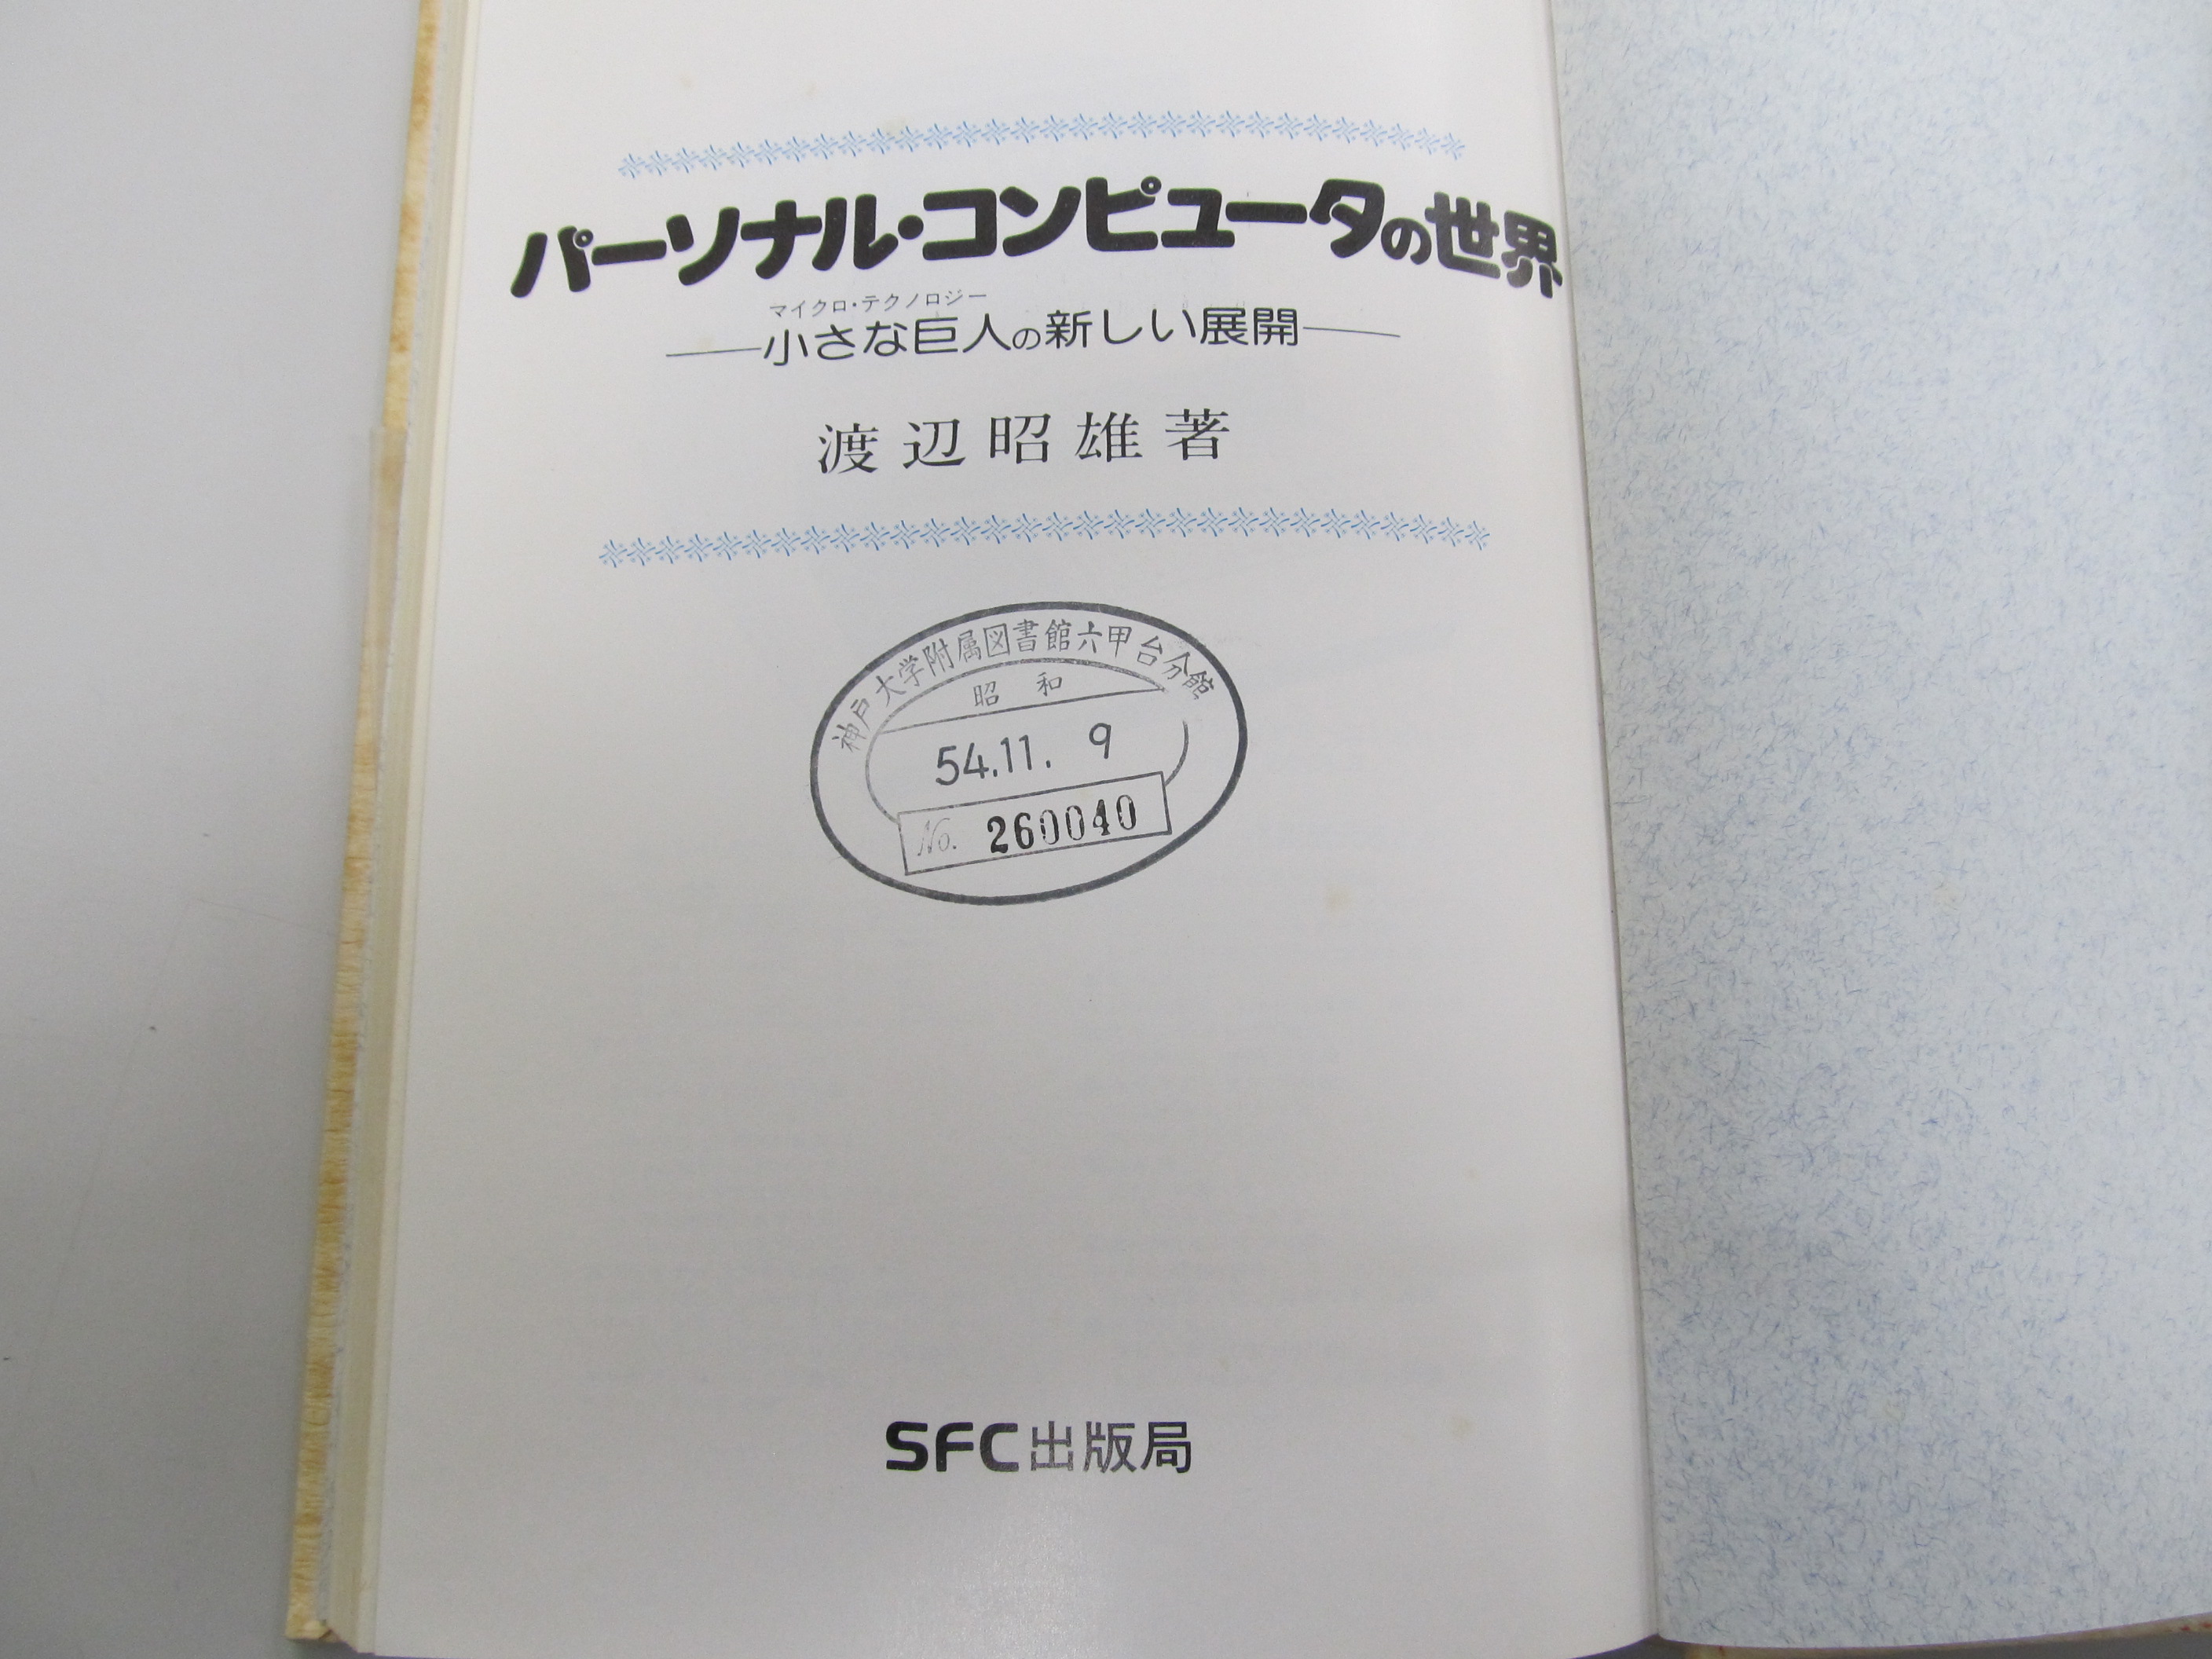 パーソナル・コンピュータの世界
マイクロ・テクノロジー
小さな巨人の新しい展開
渡辺昭雄著
神戸大学附属図書館六甲台分館
昭和
54.11. 9
No. 260040
SFC出版局